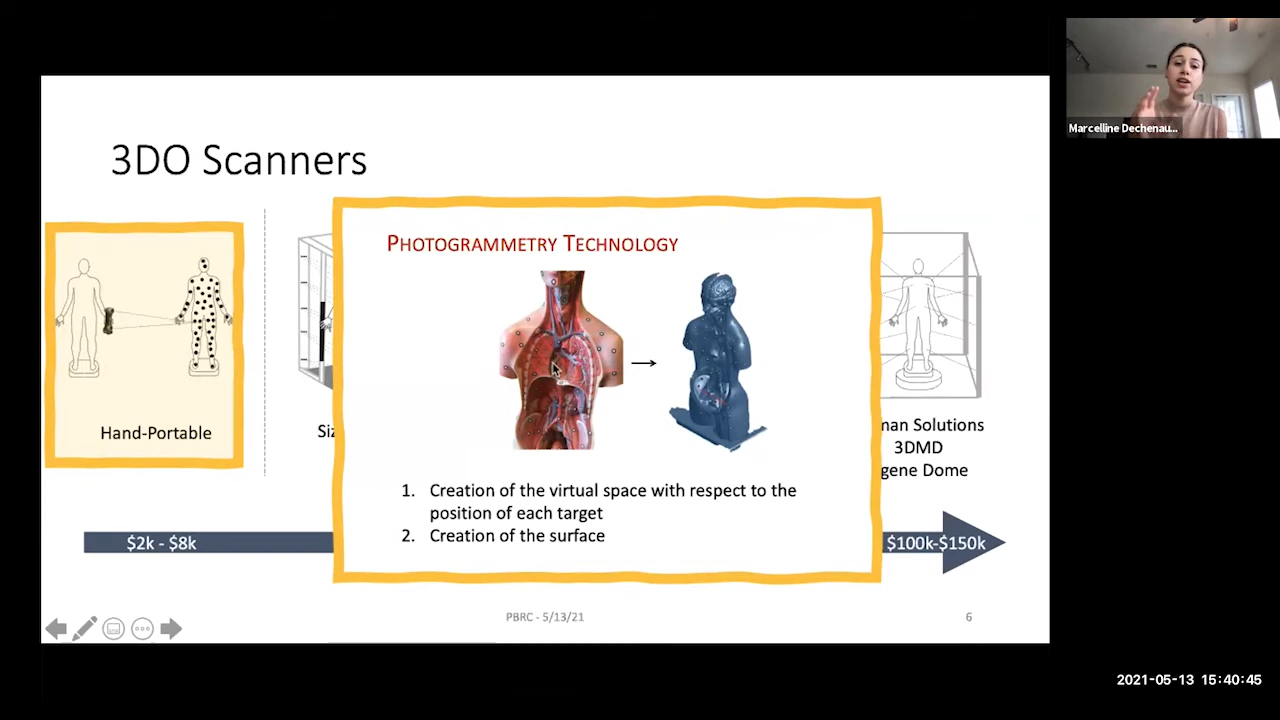 Marcelline Dechenau...
3DO Scanners
PHOTOGRAMMETRY TECHNOLOGY
Hand-Portable
Siz
man Solutions
3DMD
gene Dome
1. Creation of the virtual space with respect to the
position of each target
2. Creation of the surface
$2k - $8k
$100k-$150k
PBRC - 5/13/21
6
2021-05-13 15:40:45